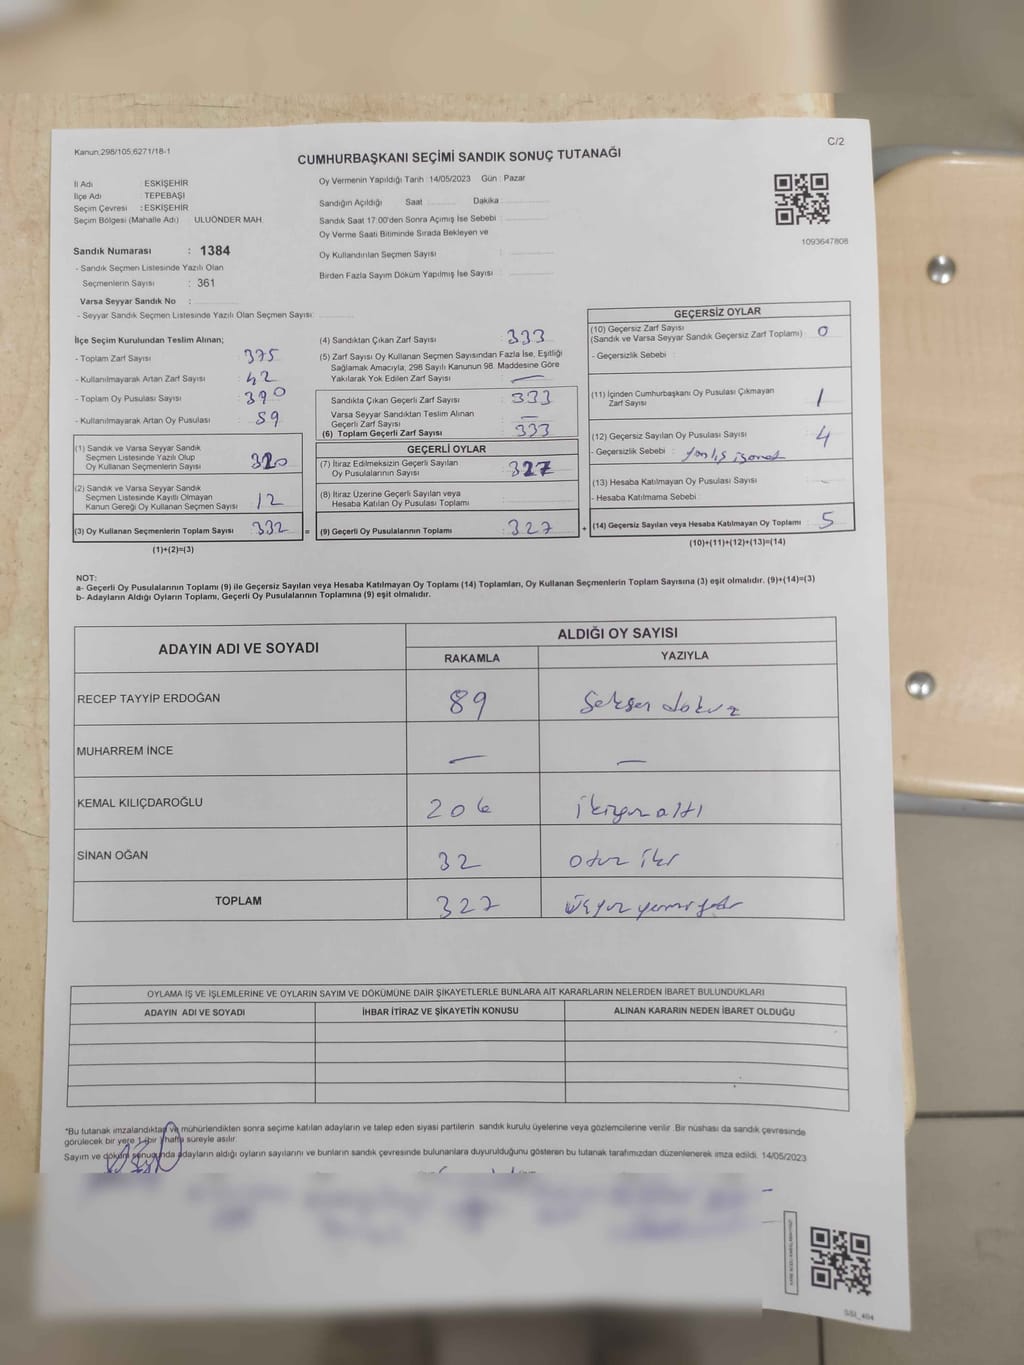 Kanun,298/105,6271/18-1
C/2
CUMHURBAŞKANI SEÇİMİ SANDIK SONUÇ TUTANAĞI
İl Adı : ESKİŞEHİR
İlçe Adı : TEPEBAŞI
Seçim Çevresi : ESKİŞEHİR
Seçim Bölgesi (Mahalle Adı) : ULUÖNDER MAH.
Sandık Numarası : 1384
- Sandık Seçmen Listesinde Yazılı Olan
Seçmenlerin Sayısı : 361
Varsa Seyyar Sandık No :
- Seyyar Sandık Seçmen Listesinde Yazılı Olan Seçmen Sayısı:
Oy Vermenin Yapıldığı Tarih :14/05/2023 Gün : Pazar
Sandığın Açıldığı Saat Dakika
Sandık Saat 17:00'den Sonra Açımış İse Sebebi :
Oy Verme Saati Bitiminde Sırada Bekleyen ve
Oy Kullandırılan Seçmen Sayısı :
Birden Fazla Sayım Döküm Yapılmış İse Sayısı :
1093647808
İlçe Seçim Kurulundan Teslim Alınan;
- Toplam Zarf Sayısı : 375
- Kullanılmayarak Artan Zarf Sayısı : 42
- Toplam Oy Pusulası Sayısı : 390
- Kullanılmayarak Artan Oy Pusulası : 59
(1) Sandık ve Varsa Seyyar Sandık
Seçmen Listesinde Yazılı Olup
Oy Kullanan Seçmenlerin Sayısı : 320
(2) Sandık ve Varsa Seyyar Sandık
Seçmen Listesinde Kayıtlı Olmayan
Kanun Gereği Oy Kullanan Seçmen Sayısı : 12
(3) Oy Kullanan Seçmenlerin Toplam Sayısı : 332 =
(1)+(2)=(3)
(4) Sandıktan Çıkan Zarf Sayısı : 333
(5) Zarf Sayısı Oy Kullanan Seçmen Sayısından Fazla İse, Eşitliği
Sağlamak Amacıyla, 298 Sayılı Kanunun 98. Maddesine Göre
Yakılarak Yok Edilen Zarf Sayısı : —
Sandıkta Çıkan Geçerli Zarf Sayısı : 333
Varsa Seyyar Sandıktan Teslim Alınan
Geçerli Zarf Sayısı : —
(6) Toplam Geçerli Zarf Sayısı : 333
GEÇERLİ OYLAR
(7) İtiraz Edilmeksizin Geçerli Sayılan
Oy Pusulalarının Sayısı : 327
(8) İtiraz Üzerine Geçerli Sayılan veya
Hesaba Katılan Oy Pusulası Toplamı :
(9) Geçerli Oy Pusulalarının Toplamı : 327 +
GEÇERSİZ OYLAR
(10) Geçersiz Zarf Sayısı
(Sandık ve Varsa Seyyar Sandık Geçersiz Zarf Toplamı) : 0
- Geçersizlik Sebebi :
(11) İçinden Cumhurbaşkanı Oy Pusulası Çıkmayan
Zarf Sayısı : 1
(12) Geçersiz Sayılan Oy Pusulası Sayısı : 4
- Geçersizlik Sebebi : yanlış işaret
(13) Hesaba Katılmayan Oy Pusulası Sayısı :
- Hesaba Katılmama Sebebi :
(14) Geçersiz Sayılan veya Hesaba Katılmayan Oy Toplamı : 5
(10)+(11)+(12)+(13)=(14)
NOT:
a- Geçerli Oy Pusulalarının Toplamı (9) ile Geçersiz Sayılan veya Hesaba Katılmayan Oy Toplamı (14) Toplamları, Oy Kullanan Seçmenlerin Toplam Sayısına (3) eşit olmalıdır. (9)+(14)=(3)
b- Adayların Aldığı Oyların Toplamı, Geçerli Oy Pusulalarının Toplamına (9) eşit olmalıdır.
ADAYIN ADI VE SOYADI ALDIĞI OY SAYISI
RAKAMLA YAZIYLA
RECEP TAYYİP ERDOĞAN 89 Seksen dokuz
MUHARREM İNCE — —
KEMAL KILIÇDAROĞLU 206 İkiyüz altı
SİNAN OĞAN 32 otuz iki
TOPLAM 327 üçyüz yirmi yedi
OYLAMA İŞ VE İŞLEMLERİNE VE OYLARIN SAYIM VE DÖKÜMÜNE DAİR ŞİKAYETLERLE BUNLARA AİT KARARLARIN NELERDEN İBARET BULUNDUKLARI
ADAYIN ADI VE SOYADI İHBAR İTİRAZ VE ŞİKAYETİN KONUSU ALINAN KARARIN NEDEN İBARET OLDUĞU
*Bu tutanak imzalandıktan ve mühürlendikten sonra seçime katılan adayların ve talep eden siyasi partilerin sandık kurulu üyelerine veya gözlemcilerine verilir .Bir nüshası da sandık çevresinde
görülecek bir yere 1 (bir) hafta süreyle asılır.
Sayım ve döküm sonucunda adayların aldığı oyların sayılarını ve bunların sandık çevresinde bulunanlara duyurulduğunu gösteren bu tutanak tarafımızdan düzenlenerek imza edildi. 14/05/2023